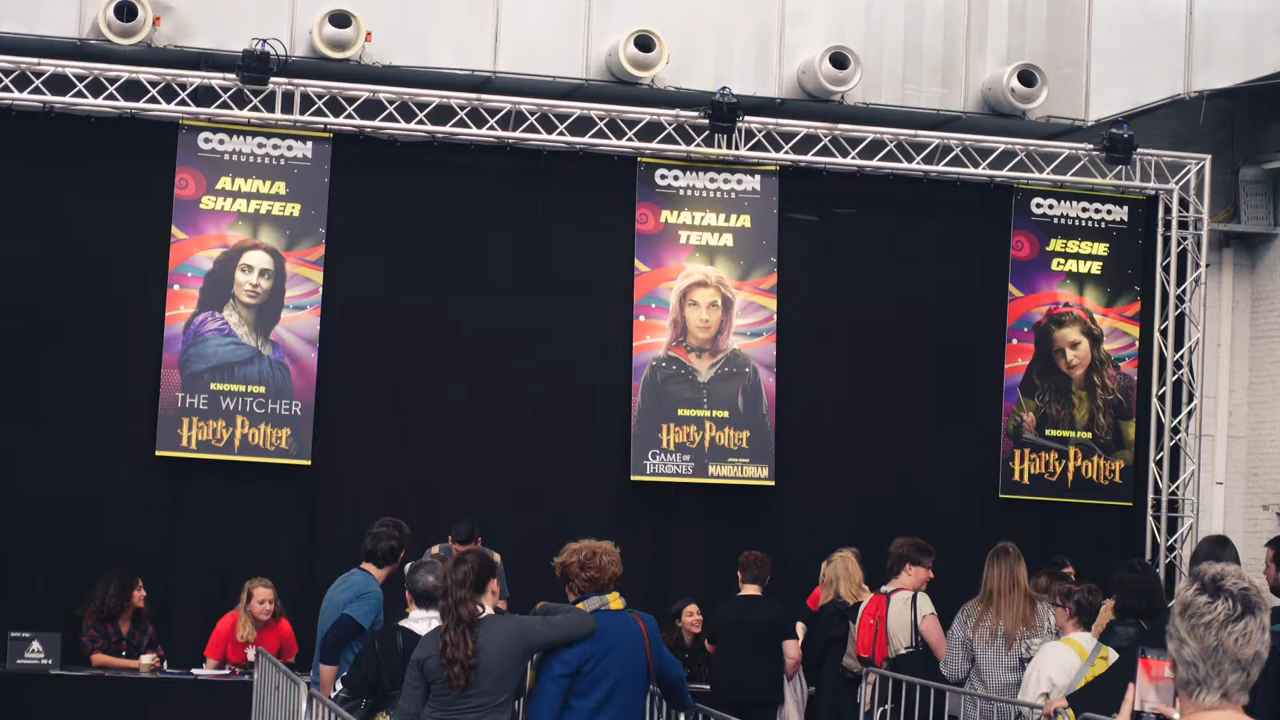 COMICCON
BRUSSELS
ANNA
SHAFFER
KNOWN FOR
THE WITCHER
Harry Potter
COMICCON
BRUSSELS
NATALIA
TENA
KNOWN FOR
Harry Potter
GAME OF
THRONES
MANDALORIAN
COMICCON
BRUSSELS
JESSIE
CAVE
KNOWN FOR
Harry Potter